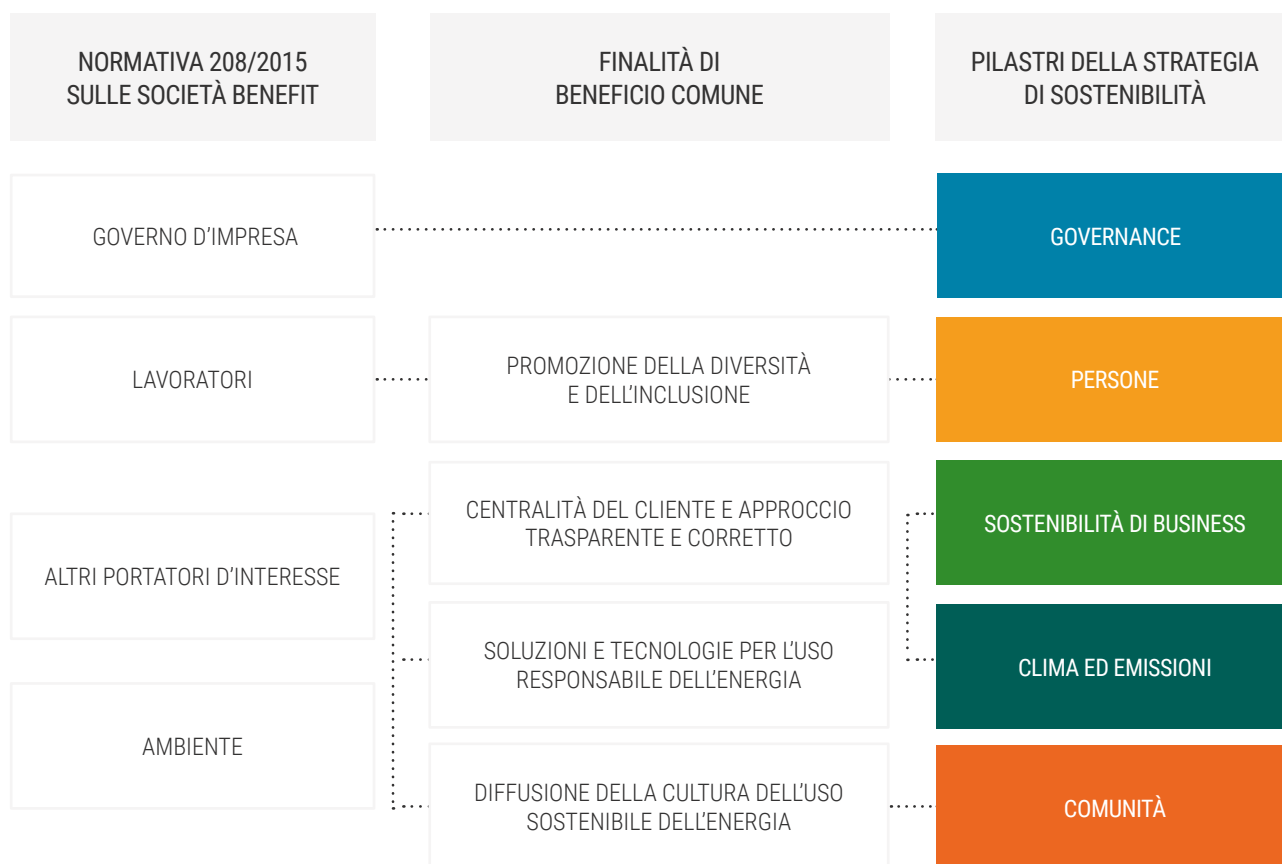 NORMATIVA 208/2015
SULLE SOCIETÀ BENEFIT
FINALITÀ DI
BENEFICIO COMUNE
PILASTRI DELLA STRATEGIA
DI SOSTENIBILITÀ
GOVERNO D'IMPRESA
GOVERNANCE
LAVORATORI
PROMOZIONE DELLA DIVERSITÀ
E DELL'INCLUSIONE
PERSONE
ALTRI PORTATORI D'INTERESSE
CENTRALITÀ DEL CLIENTE E APPROCCIO
TRASPARENTE E CORRETTO
SOSTENIBILITÀ DI BUSINESS
SOLUZIONI E TECNOLOGIE PER L'USO
RESPONSABILE DELL'ENERGIA
CLIMA ED EMISSIONI
AMBIENTE
DIFFUSIONE DELLA CULTURA DELL'USO
SOSTENIBILE DELL'ENERGIA
COMUNITÀ